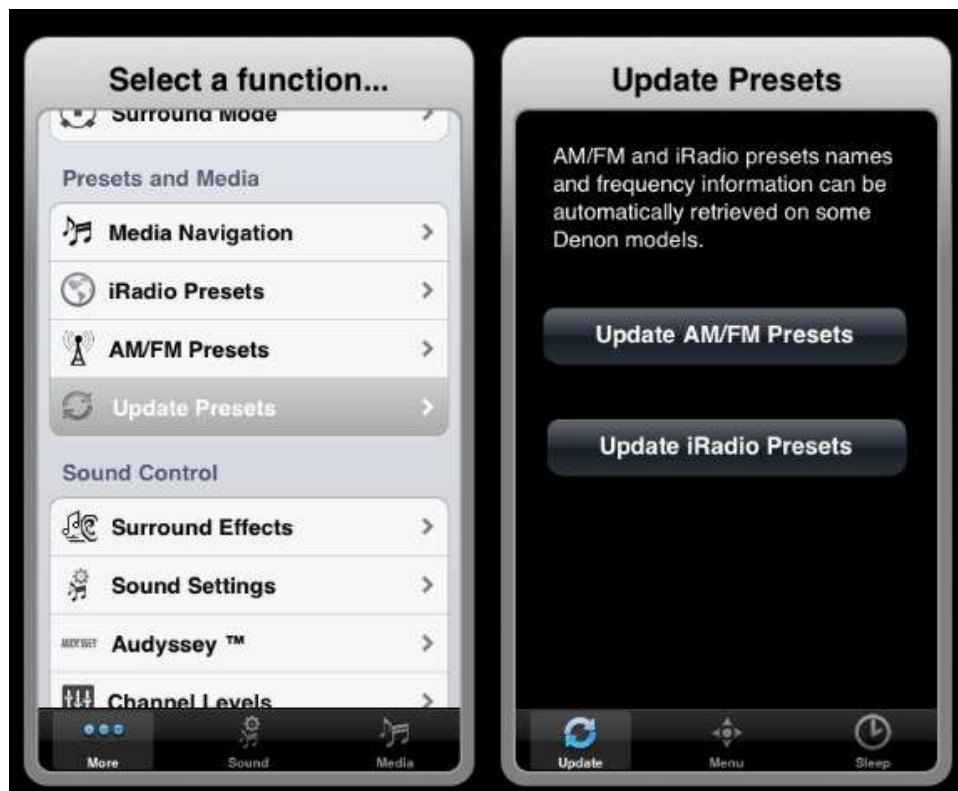 Select a function...
Surround Mode
Presets and Media
Media Navigation
iRadio Presets
AM/FM Presets
Update Presets
Sound Control
Surround Effects
Sound Settings
AUDYSSEY Audyssey ™
Channel Levels
More Sound Media
Update Presets
AM/FM and iRadio presets names
and frequency information can be
automatically retrieved on some
Denon models.
Update AM/FM Presets
Update iRadio Presets
Update Menu Sleep